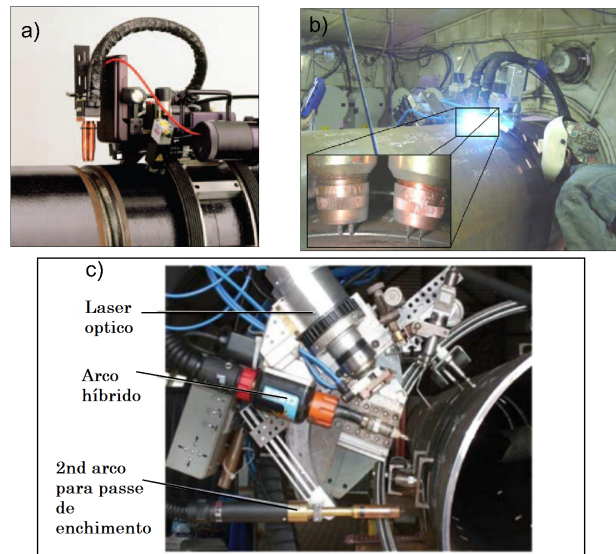 a)
b)
c)
Laser
optico
Arco
híbrido
2nd arco
para passe
de
enchimento